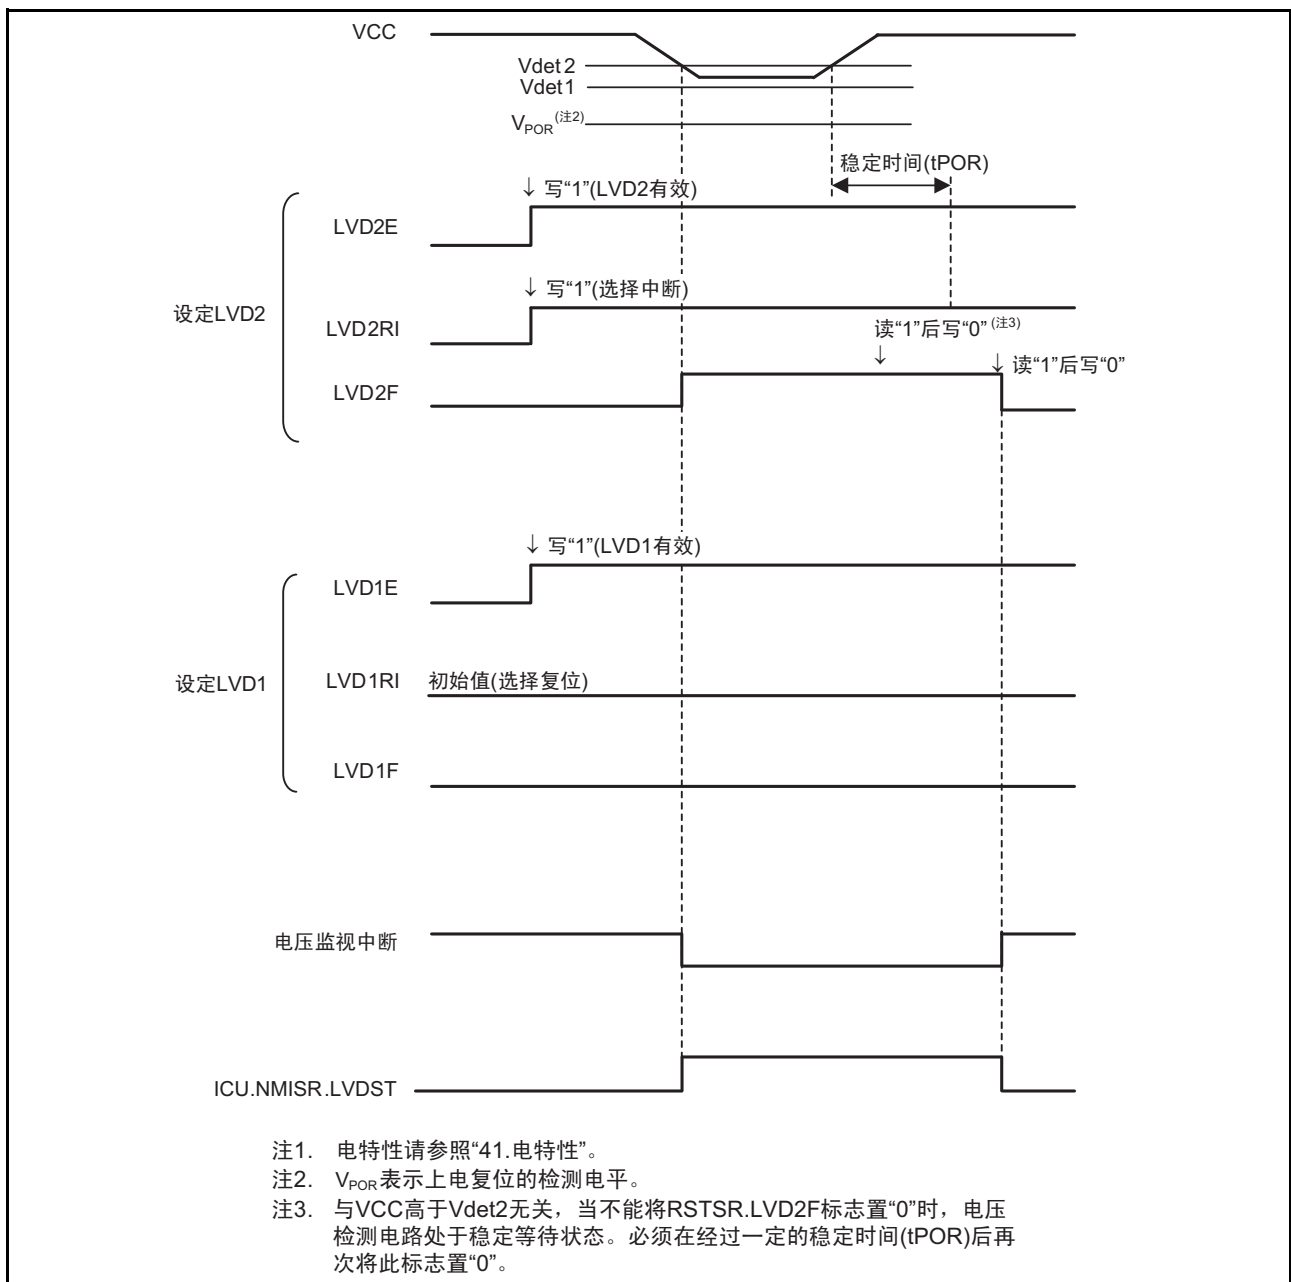 VCC
Vdet2
Vdet1
VPOR(注2)
稳定时间(tPOR)
↓ 写“1”(LVD2有效)
LVD2E
↓ 写“1”(选择中断)
设定LVD2
LVD2RI
读“1”后写“0”(注3)
↓
↓ 读“1”后写“0”
LVD2F
↓ 写“1”(LVD1有效)
LVD1E
设定LVD1
LVD1RI
初始值(选择复位)
LVD1F
电压监视中断
ICU.NMISR.LVDST
注1. 电特性请参照“41.电特性”。
注2. VPOR表示上电复位的检测电平。
注3. 与VCC高于Vdet2无关，当不能将RSTSR.LVD2F标志置“0”时，电压
检测电路处于稳定等待状态。必须在经过一定的稳定时间(tPOR)后再
次将此标志置“0”。